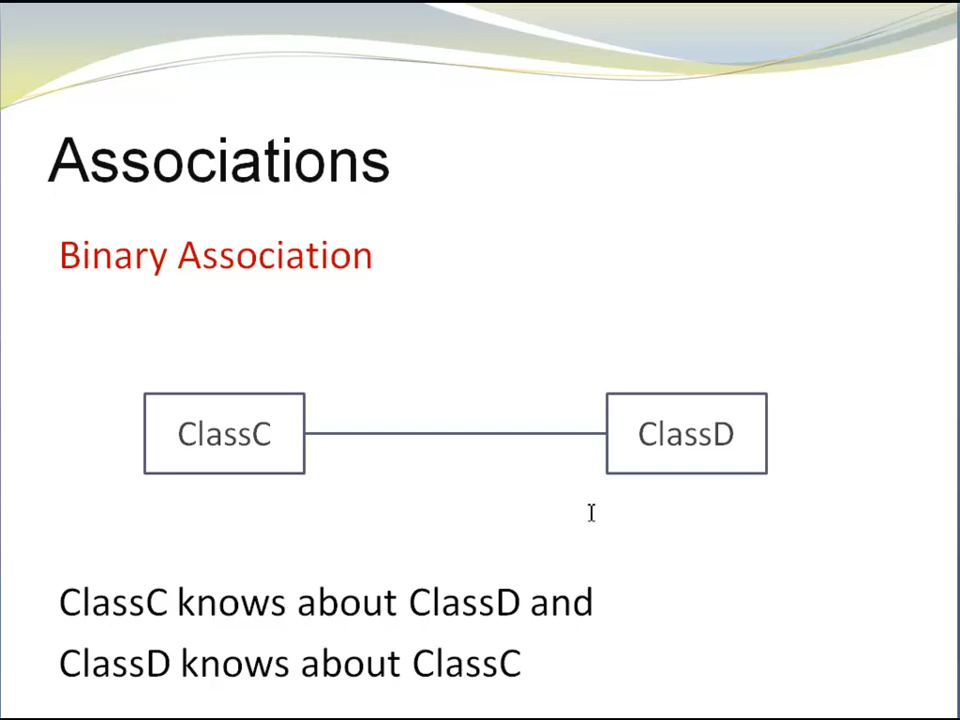 Associations
Binary Association
ClassC
ClassD
ClassC knows about ClassD and
ClassD knows about ClassC